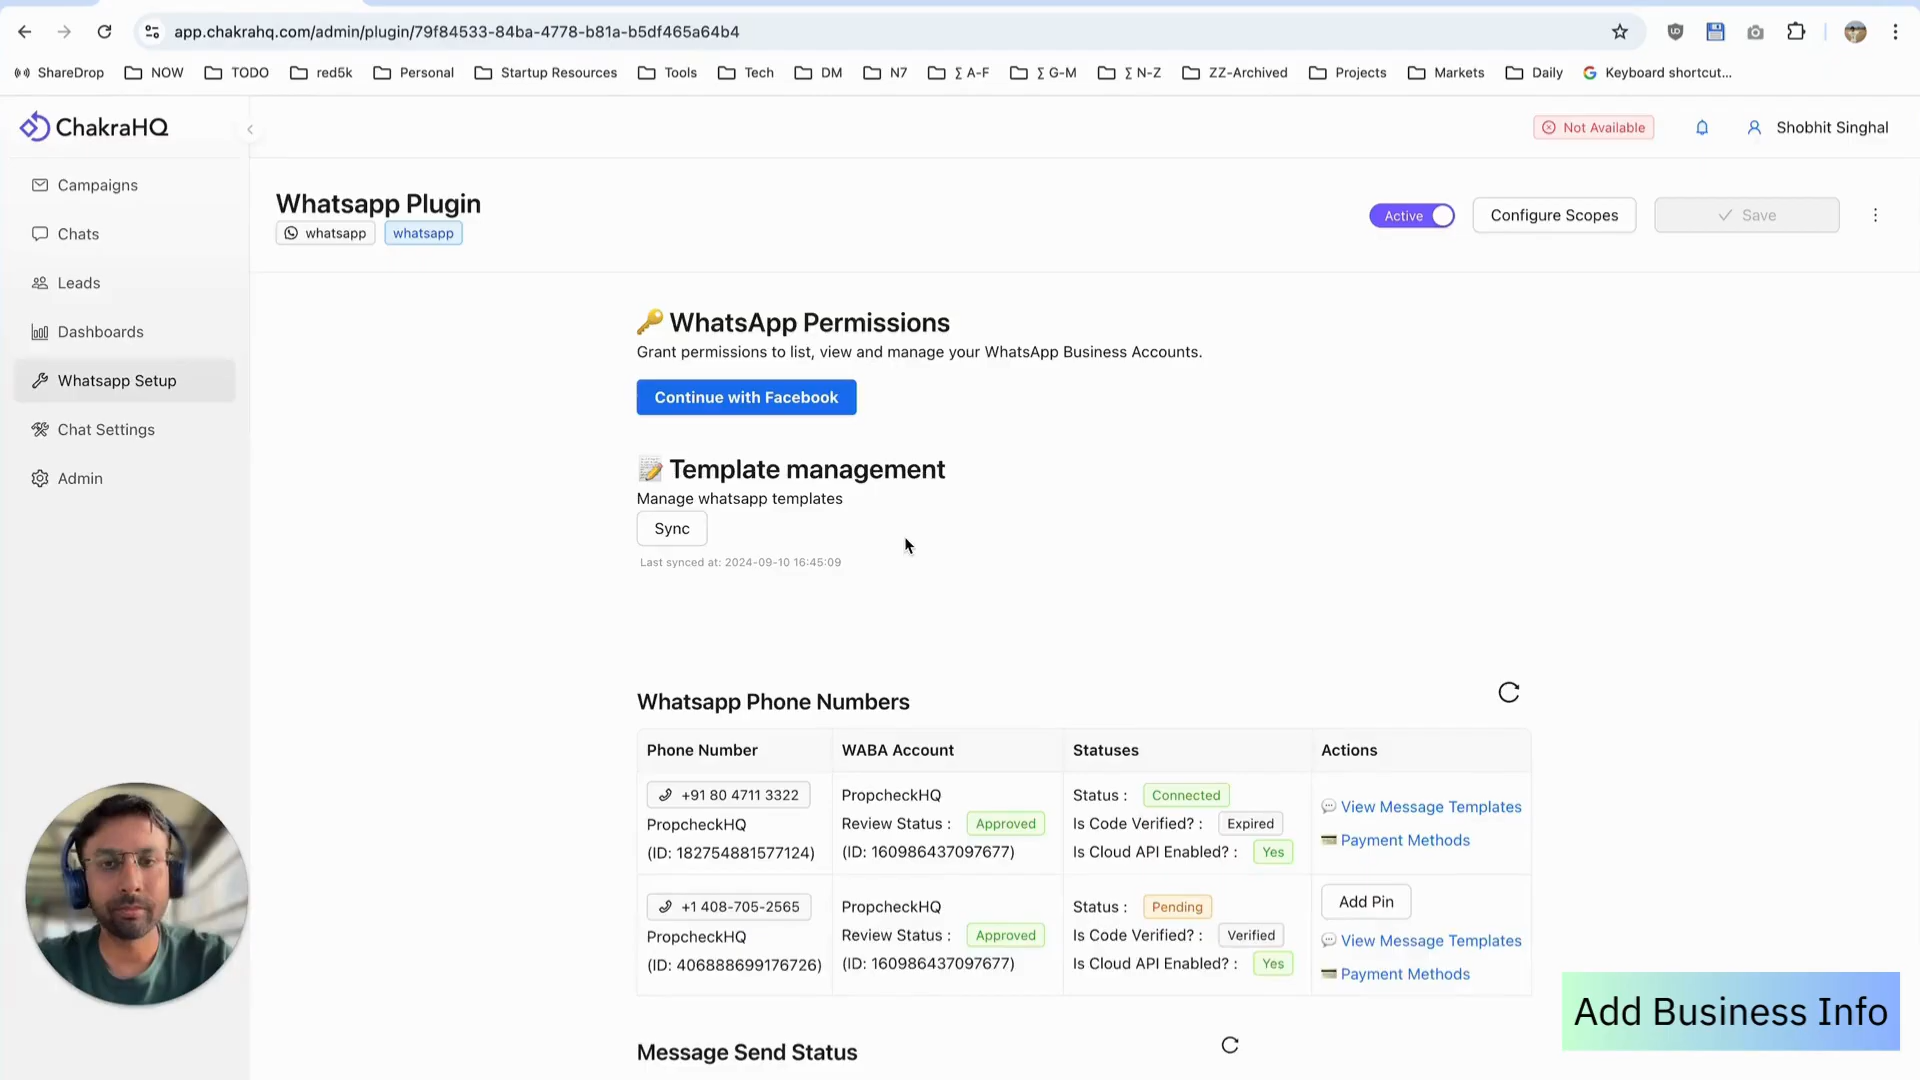 app.chakrahq.com/admin/plugin/79f84533-84ba-4778-b81a-b5df465a64b4
ShareDrop NOW TODO red5k Personal Startup Resources Tools Tech DM N7 Σ A-F Σ G-M Σ N-Z ZZ-Archived Projects Markets Daily Keyboard shortcut...
ChakraHQ
Not Available
Shobhit Singhal
Campaigns
Chats
Leads
Dashboards
Whatsapp Setup
Chat Settings
Admin
Whatsapp Plugin
whatsapp whatsapp
Active
Configure Scopes
Save
🔑 WhatsApp Permissions
Grant permissions to list, view and manage your WhatsApp Business Accounts.
Continue with Facebook
📝 Template management
Manage whatsapp templates
Sync
Last synced at: 2024-09-10 16:45:09
Whatsapp Phone Numbers
Phone Number WABA Account Statuses Actions
+91 80 4711 3322
PropcheckHQ
(ID: 182754881577124)
PropcheckHQ
Review Status : Approved
(ID: 160986437097677)
Status : Connected
Is Code Verified? : Expired
Is Cloud API Enabled? : Yes
💬 View Message Templates
💳 Payment Methods
+1 408-705-2565
PropcheckHQ
(ID: 406888699176726)
PropcheckHQ
Review Status : Approved
(ID: 160986437097677)
Status : Pending
Is Code Verified? : Verified
Is Cloud API Enabled? : Yes
Add Pin
💬 View Message Templates
💳 Payment Methods
Message Send Status
Add Business Info